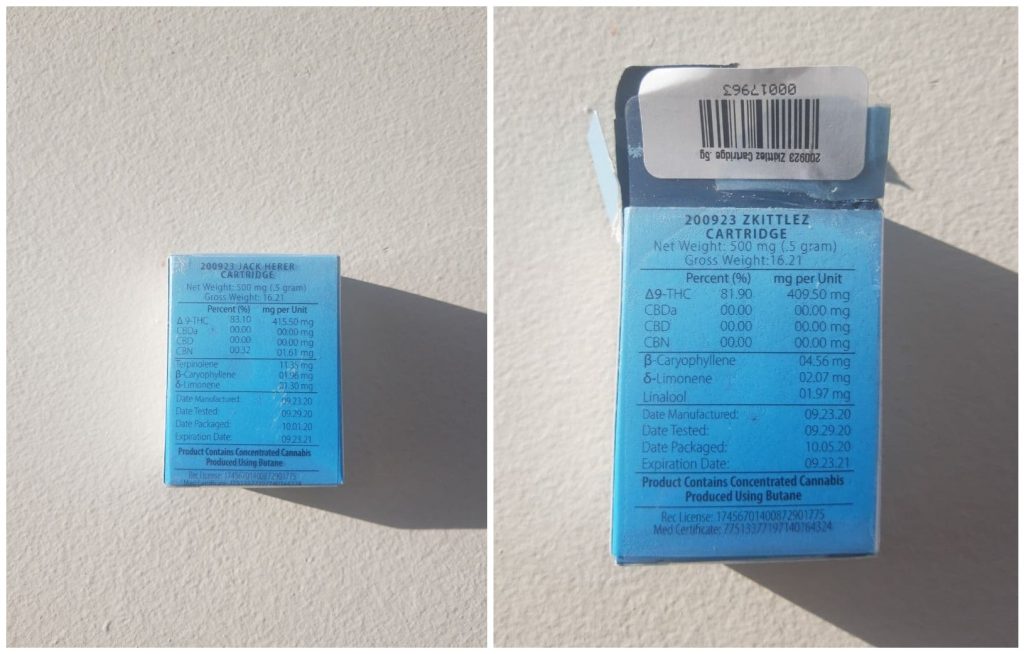 200923 JACK HERER
CARTRIDGE
Net Weight: 500 mg (.5 gram)
Gross Weight: 16.21
Percent (%) mg per Unit
Δ9-THC 83.10 415.50 mg
CBDa 00.00 00.00 mg
CBD 00.00 00.00 mg
CBN 00.32 01.61 mg
Terpinolene 11.35 mg
β-Caryophyllene 01.96 mg
δ-Limonene 01.30 mg
Date Manufactured: 09.23.20
Date Tested: 09.29.20
Date Packaged: 10.01.20
Expiration Date: 09.23.21
Product Contains Concentrated Cannabis
Produced Using Butane
Rec License: 17456701400872901775
Med Certificate:
200923 Zkittlez Cartridge .5g
00017963
200923 ZKITTLEZ
CARTRIDGE
Net Weight: 500 mg (.5 gram)
Gross Weight:16.21
Percent (%) mg per Unit
Δ9-THC 81.90 409.50 mg
CBDa 00.00 00.00 mg
CBD 00.00 00.00 mg
CBN 00.00 00.00 mg
β-Caryophyllene 04.56 mg
δ-Limonene 02.07 mg
Linalool 01.97 mg
Date Manufactured: 09.23.20
Date Tested: 09.29.20
Date Packaged: 10.05.20
Expiration Date: 09.23.21
Product Contains Concentrated Cannabis
Produced Using Butane
Rec License: 17456701400872901775
Med Certificate: 77513377197140764324